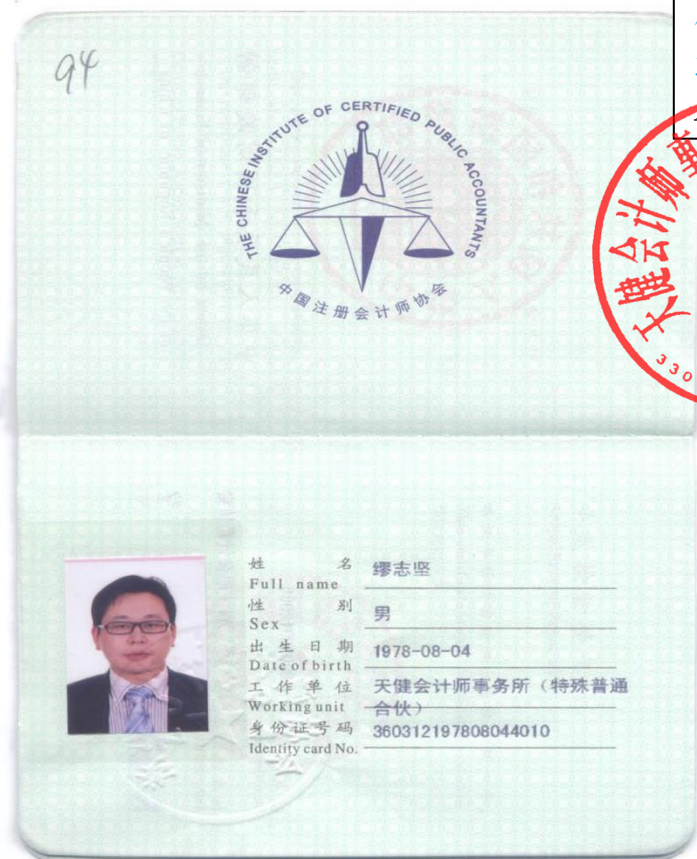 94
THE CHINESE INSTITUTE OF CERTIFIED PUBLIC ACCOUNTANTS
中国注册会计师协会
天健会计师事
330
姓 名 缪志坚
Full name
性 别 男
Sex
出生日期 1978-08-04
Date of birth
工作单位 天健会计师事务所（特殊普通
Working unit 合伙）
身份证号码 360312197808044010
Identity card No.